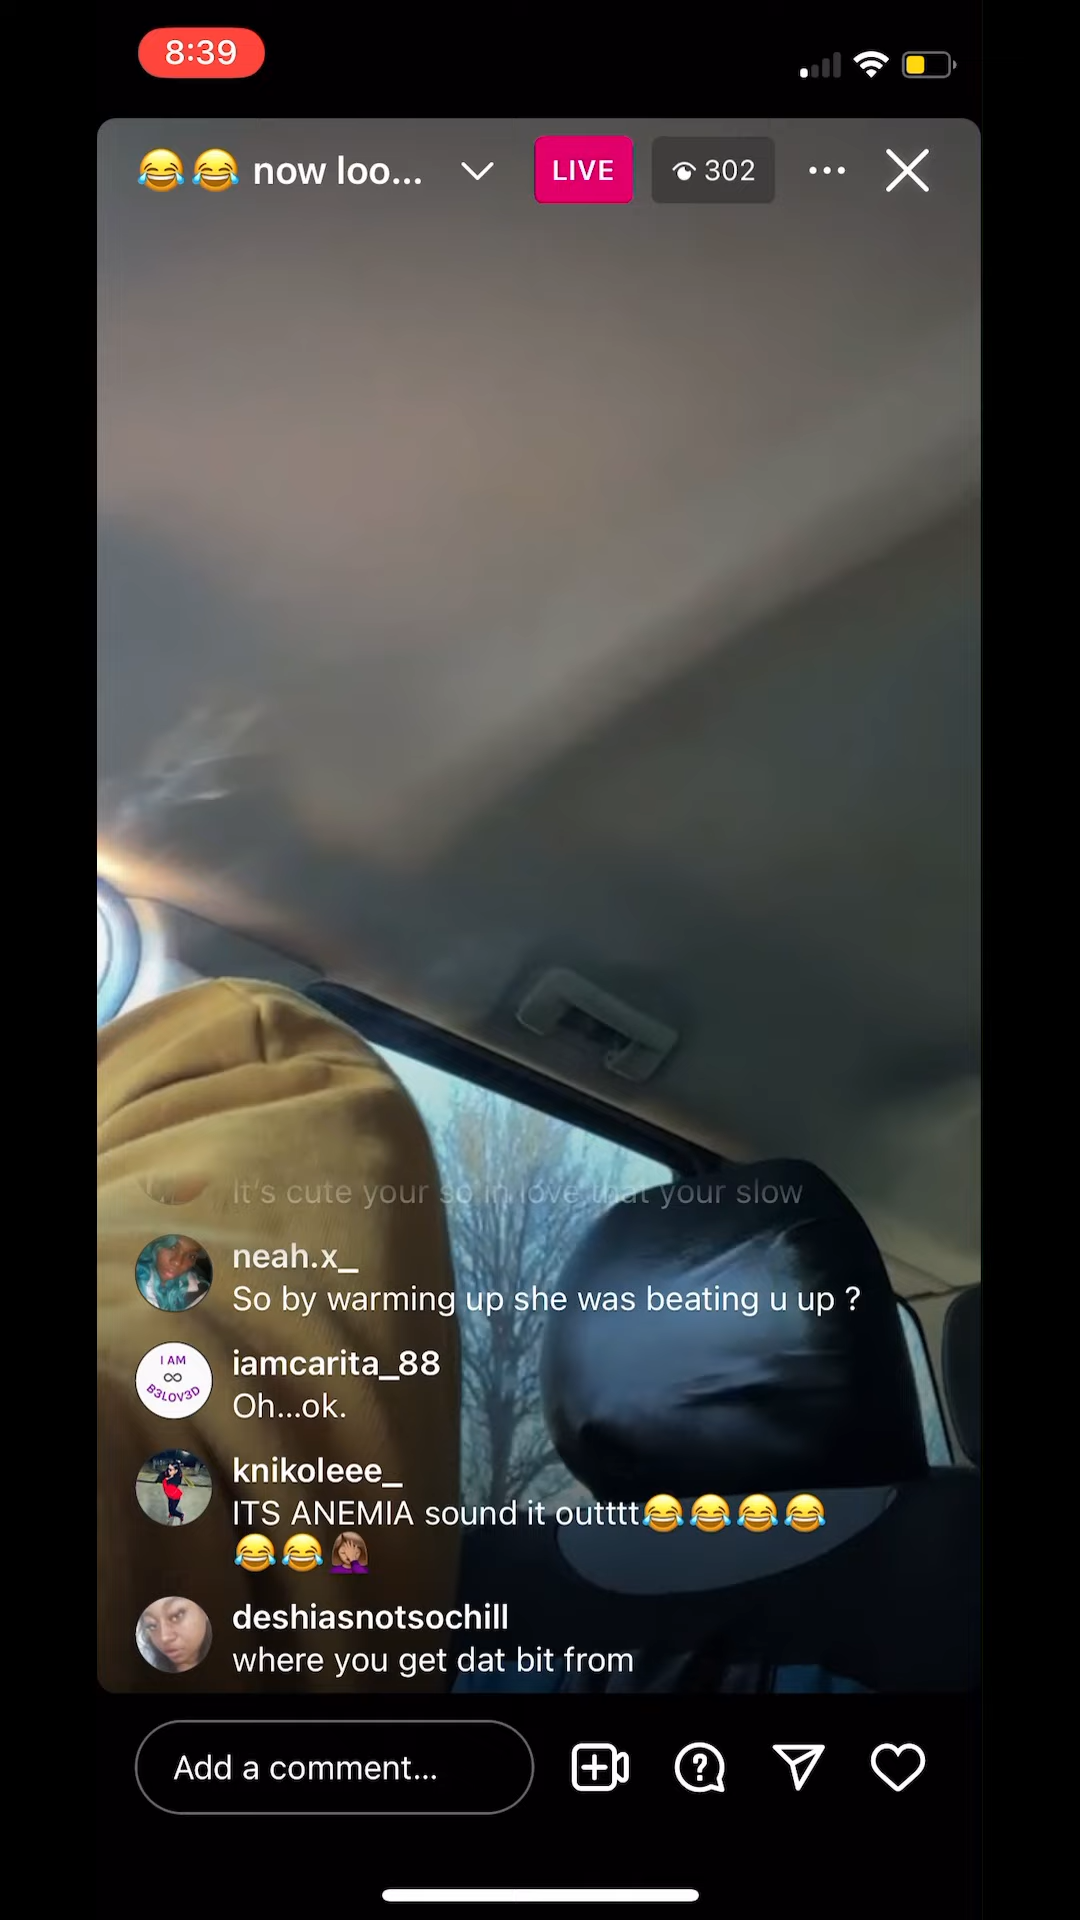 8:39
😂😂 now loo...
LIVE
302
It's cute your so in love that your slow
neah.x_
So by warming up she was beating u up ?
I AM
∞
B3LOV3D
iamcarita_88
Oh...ok.
knikoleee_
ITS ANEMIA sound it outttt😂😂😂😂
😂😂🤦🏽‍♀️
deshiasnotsochill
where you get dat bit from
Add a comment...